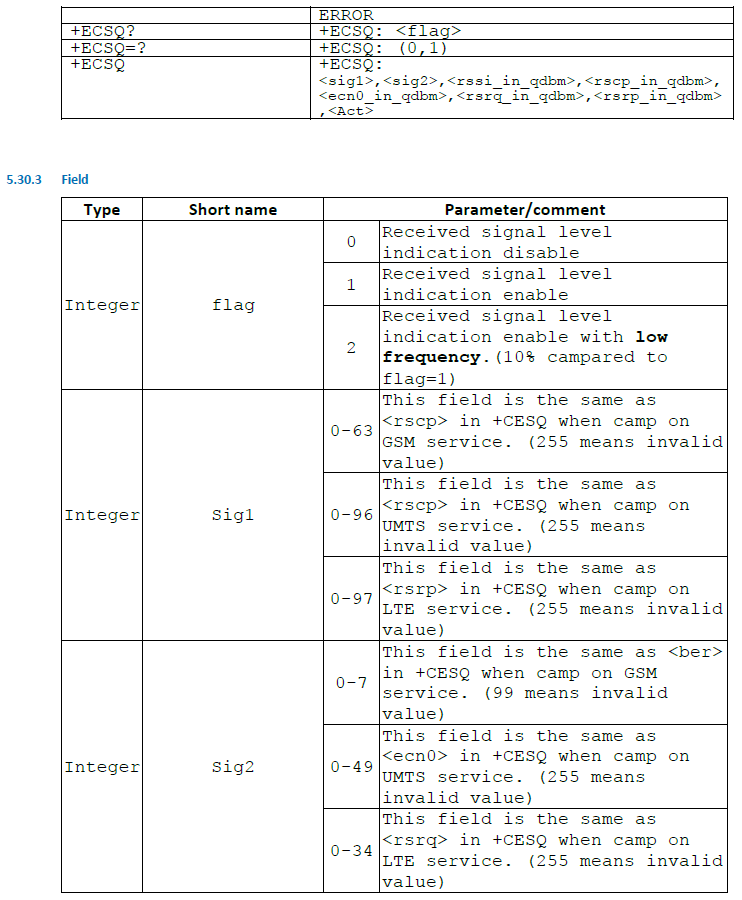 ERROR
+ECSQ?
+ECSQ: <flag>
+ECSQ=?
+ECSQ: (0,1)
+ECSQ
+ECSQ:
<sig1>,<sig2>,<rssi_in_qdbm>,<rscp_in_qdbm>,
<ecn0_in_qdbm>,<rsrq_in_qdbm>,<rsrp_in_qdbm>
,<Act>
5.30.3 Field
Type
Short name
Parameter/comment
Integer
flag
0
Received signal level
indication disable
1
Received signal level
indication enable
2
Received signal level
indication enable with low
frequency.(10% campared to
flag=1)
Integer
Sig1
0-63
This field is the same as
<rscp> in +CESQ when camp on
GSM service. (255 means invalid
value)
0-96
This field is the same as
<rscp> in +CESQ when camp on
UMTS service. (255 means
invalid value)
0-97
This field is the same as
<rsrp> in +CESQ when camp on
LTE service. (255 means invalid
value)
Integer
Sig2
0-7
This field is the same as <ber>
in +CESQ when camp on GSM
service. (99 means invalid
value)
0-49
This field is the same as
<ecn0> in +CESQ when camp on
UMTS service. (255 means
invalid value)
0-34
This field is the same as
<rsrq> in +CESQ when camp on
LTE service. (255 means invalid
value)